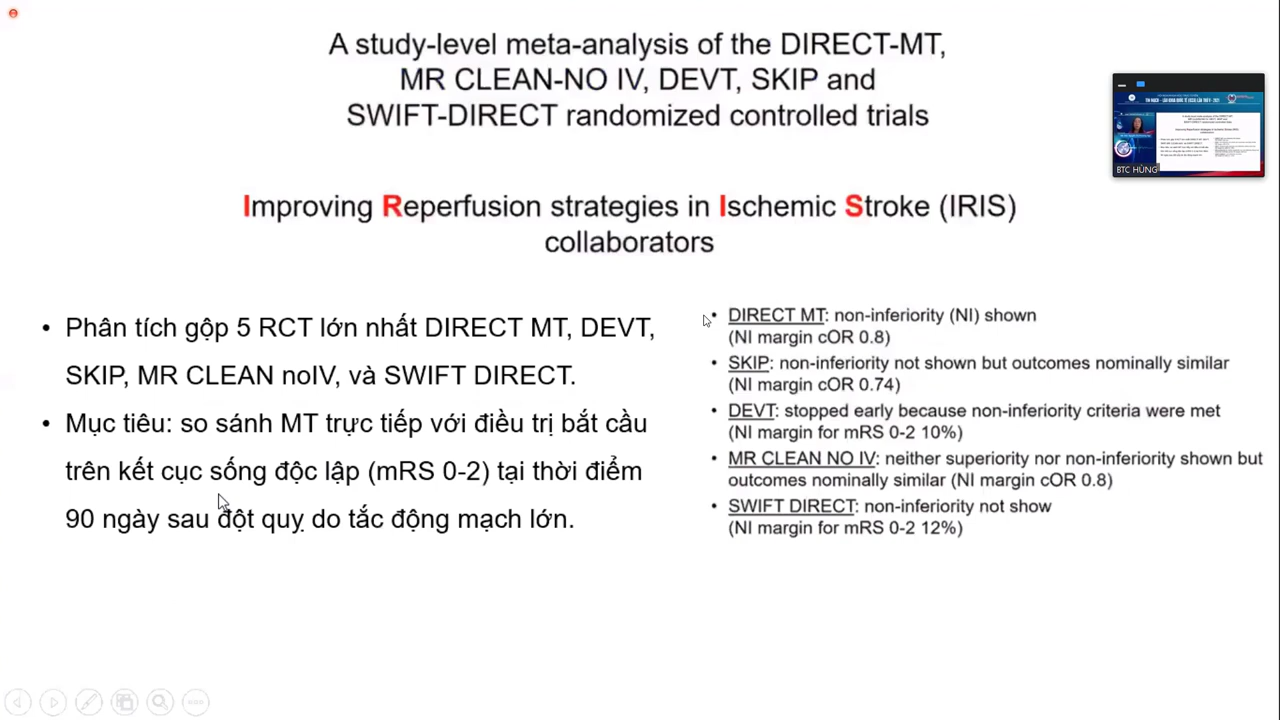 A study-level meta-analysis of the DIRECT-MT,
MR CLEAN-NO IV, DEVT, SKIP and
SWIFT-DIRECT randomized controlled trials
Improving Reperfusion strategies in Ischemic Stroke (IRIS)
collaborators
• Phân tích gộp 5 RCT lớn nhất DIRECT MT, DEVT,
SKIP, MR CLEAN noIV, và SWIFT DIRECT.
• Mục tiêu: so sánh MT trực tiếp với điều trị bắt cầu
trên kết cục sống độc lập (mRS 0-2) tại thời điểm
90 ngày sau đột quỵ do tắc động mạch lớn.
• DIRECT MT: non-inferiority (NI) shown
(NI margin cOR 0.8)
• SKIP: non-inferiority not shown but outcomes nominally similar
(NI margin cOR 0.74)
• DEVT: stopped early because non-inferiority criteria were met
(NI margin for mRS 0-2 10%)
• MR CLEAN NO IV: neither superiority nor non-inferiority shown but
outcomes nominally similar (NI margin cOR 0.8)
• SWIFT DIRECT: non-inferiority not show
(NI margin for mRS 0-2 12%)
BTC HÙNG